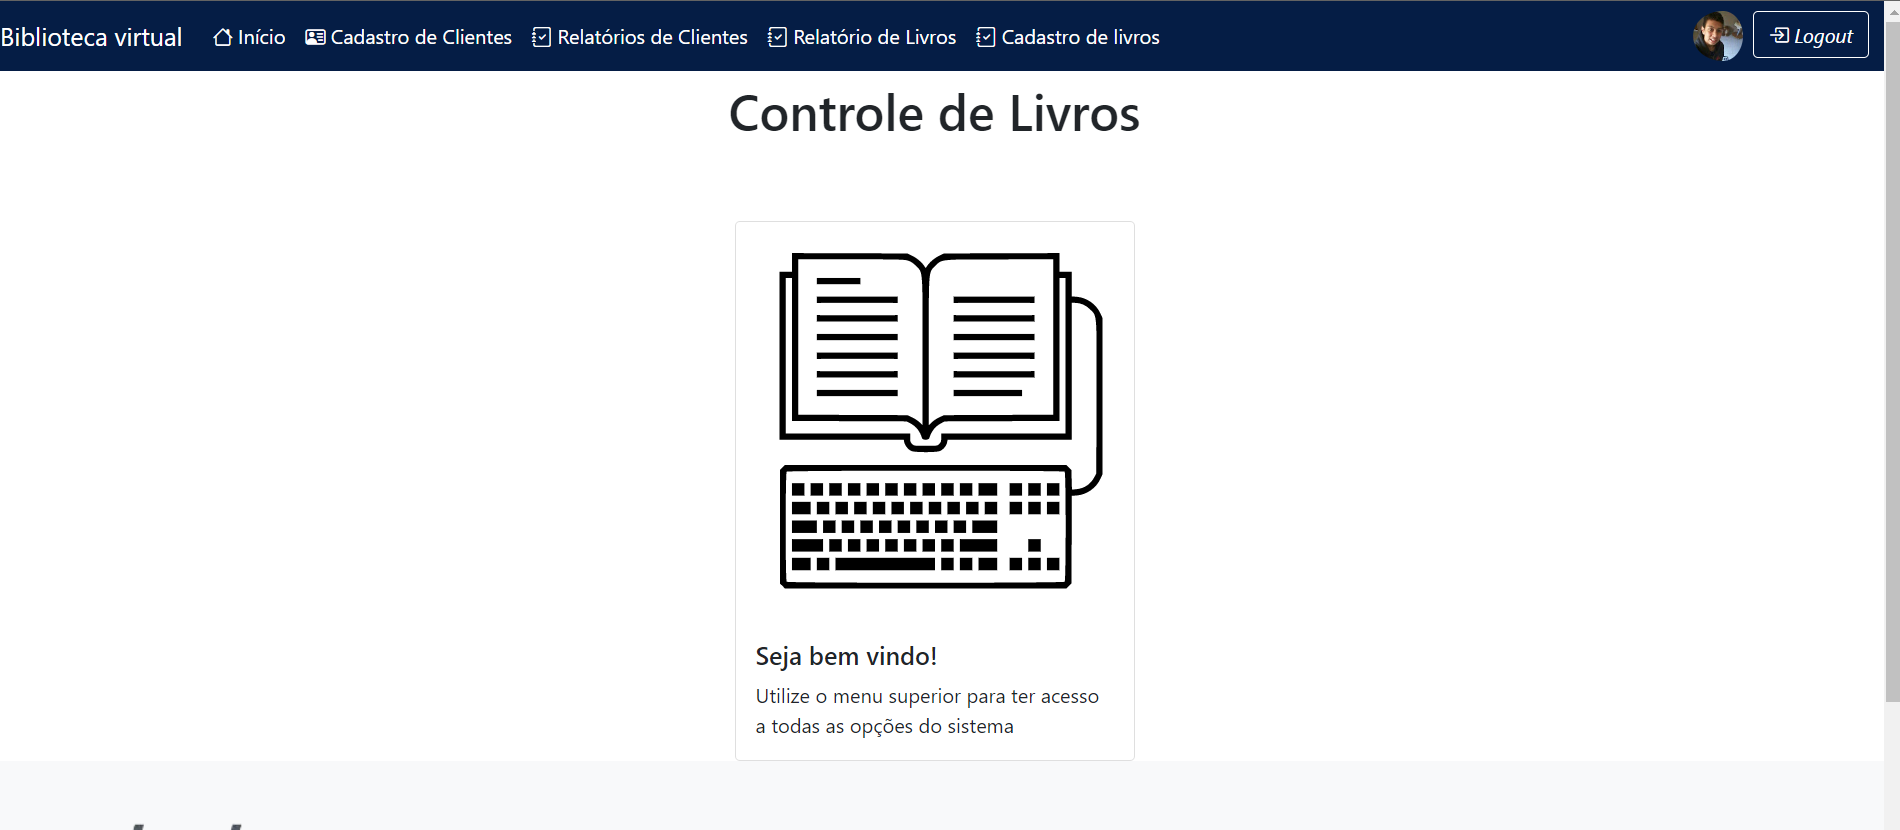 Biblioteca virtual Início Cadastro de Clientes Relatórios de Clientes Relatório de Livros Cadastro de livros Logout
Controle de Livros
Seja bem vindo!
Utilize o menu superior para ter acesso
a todas as opções do sistema